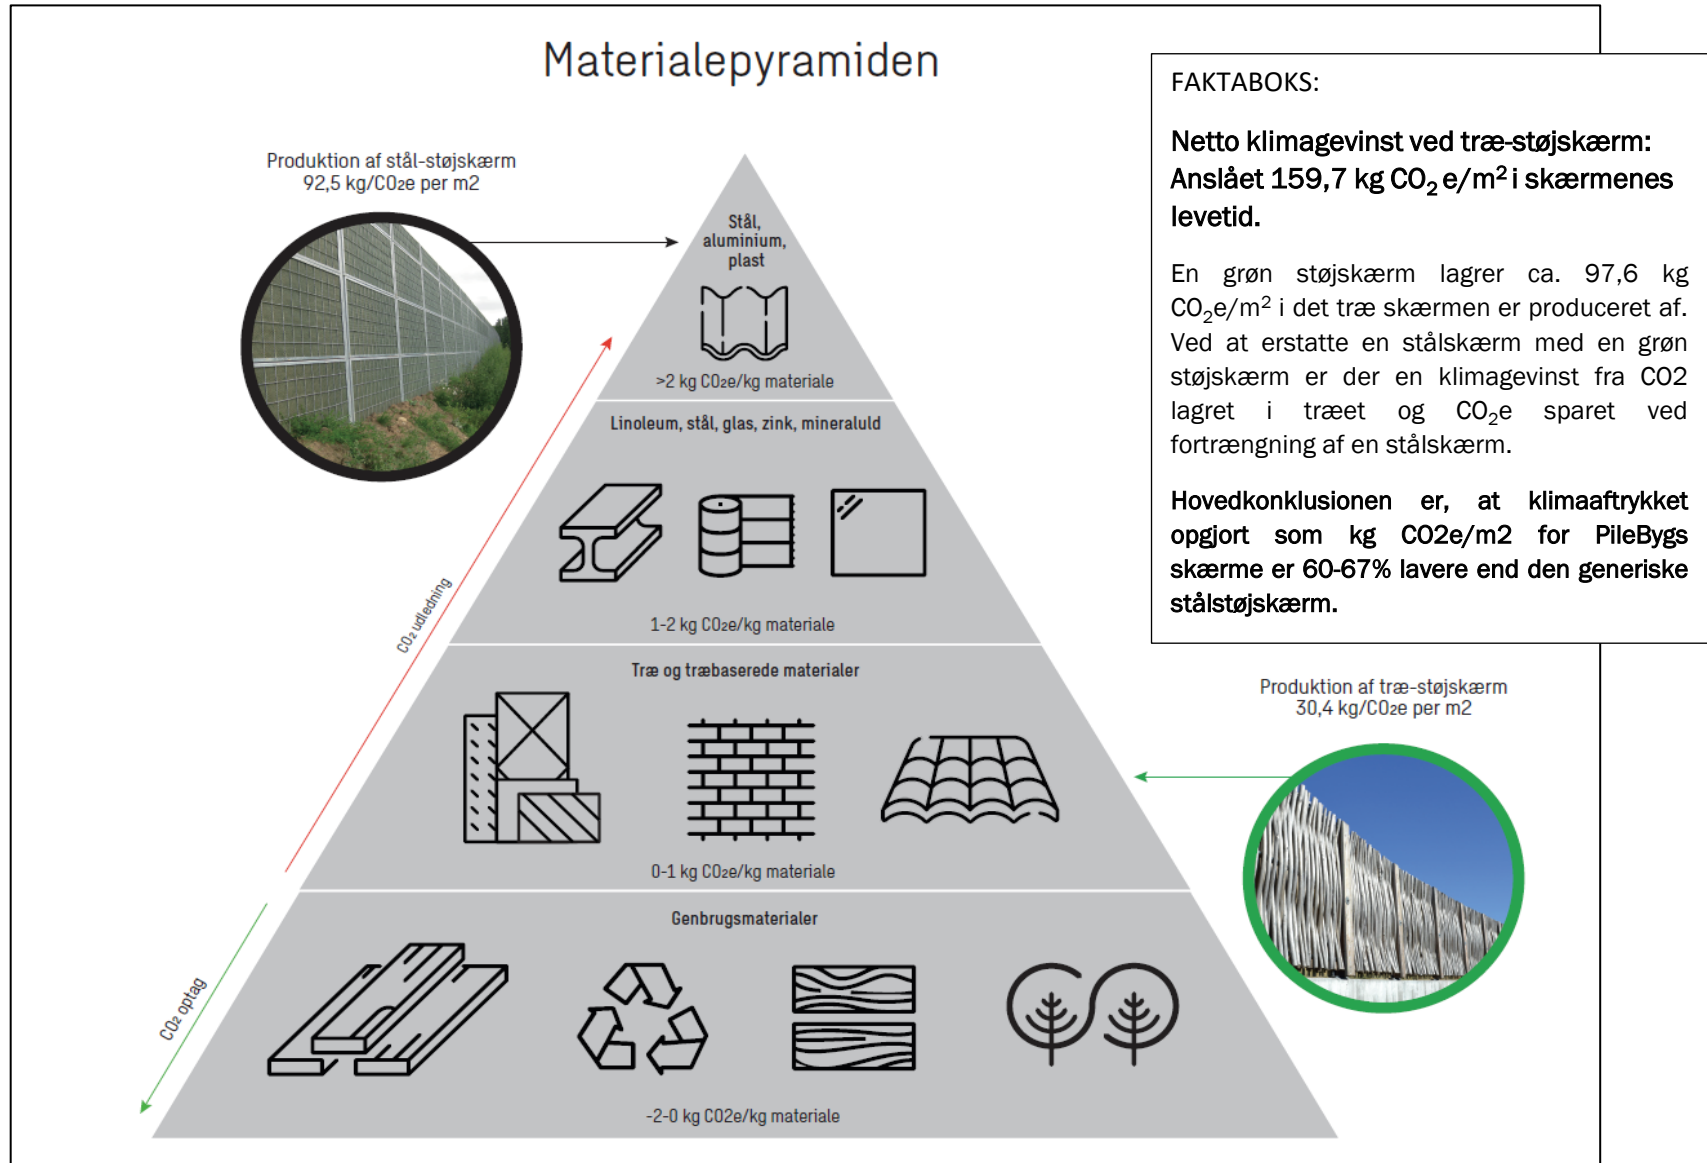 Materialepyramiden
Produktion af stål-støjskærm
92,5 kg/CO₂e per m2
Stål,
aluminium,
plast
>2 kg CO₂e/kg materiale
Linoleum, stål, glas, zink, mineraluld
1-2 kg CO₂e/kg materiale
CO₂ udledning
Træ og træbaserede materialer
0-1 kg CO₂e/kg materiale
Genbrugsmaterialer
CO₂ optag
-2-0 kg CO2e/kg materiale
FAKTABOKS:
Netto klimagevinst ved træ-støjskærm:
Anslået 159,7 kg CO₂ e/m² i skærmenes
levetid.
En grøn støjskærm lagrer ca. 97,6 kg
CO₂e/m² i det træ skærmen er produceret af.
Ved at erstatte en stålskærm med en grøn
støjskærm er der en klimagevinst fra CO2
lagret i træet og CO₂e sparet ved
fortrængning af en stålskærm.
Hovedkonklusionen er, at klimaaftrykket
opgjort som kg CO2e/m2 for PileBygs
skærme er 60-67% lavere end den generiske
stålstøjskærm.
Produktion af træ-støjskærm
30,4 kg/CO₂e per m2